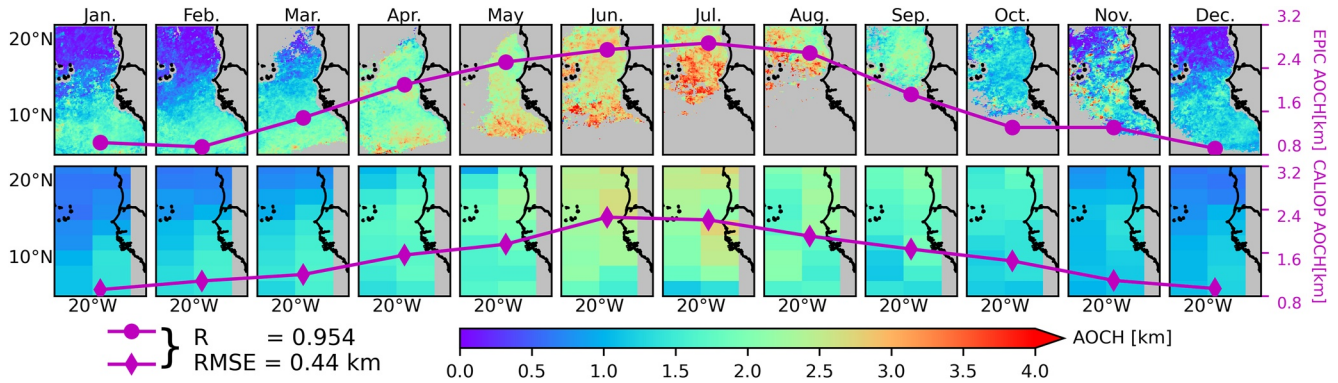 Jan. Feb. Mar. Apr. May Jun. Jul. Aug. Sep. Oct. Nov. Dec.
20°N
10°N
3.2
2.4
1.6
0.8
EPIC AOCH[km]
20°N
10°N
3.2
2.4
1.6
0.8
CALIOP AOCH[km]
20°W 20°W 20°W 20°W 20°W 20°W 20°W 20°W 20°W 20°W 20°W 20°W
R = 0.954
RMSE = 0.44 km
AOCH [km]
0.0 0.5 1.0 1.5 2.0 2.5 3.0 3.5 4.0